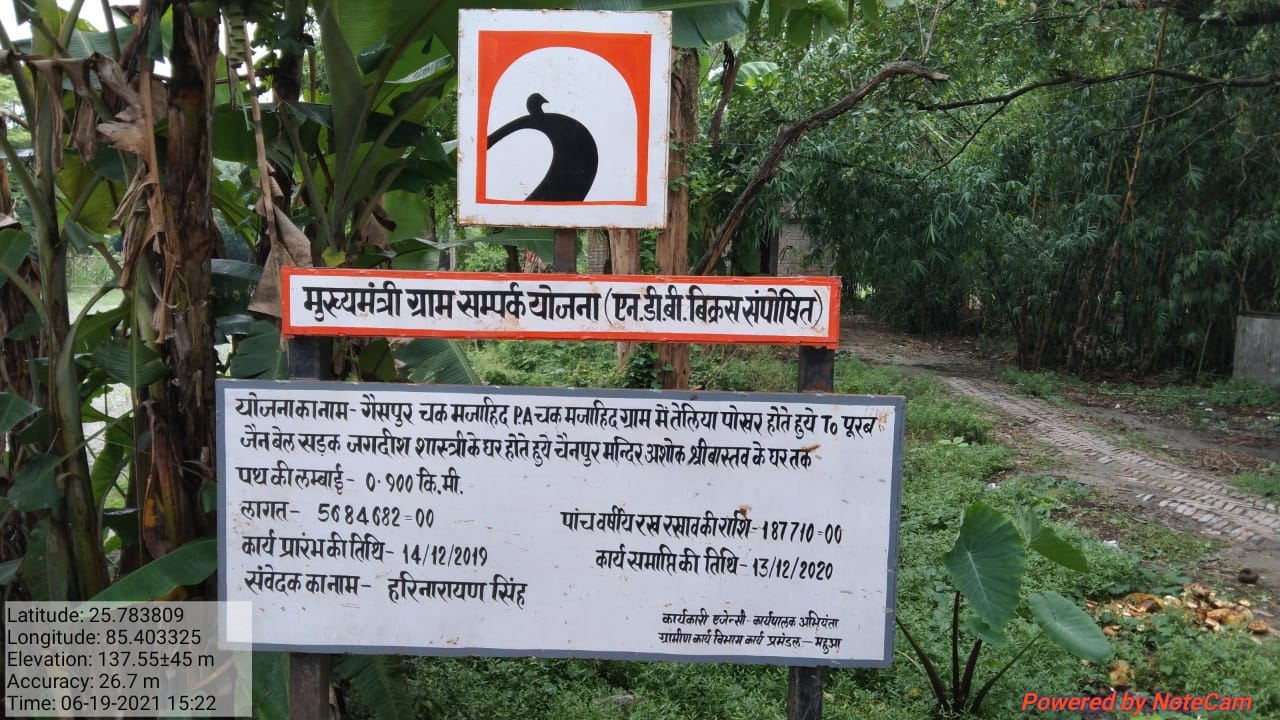 मुख्यमंत्री ग्राम सम्पर्क योजना (एन.डी.बी.बिक्रस संपोषित)
योजना का नाम- गैसपुर चक मजाहिद P.A चक मजाहिद ग्राम में तेलिया पोखर होते हुये To पूरब
जैन बेल सड़क जगदीश शास्त्री के घर होते हुये चैनपुर मन्दिर अशोक श्रीबास्तब के घर तक
पथ की लम्बाई- 0.900 कि.मी.
लागत- 5684682=00
पांच बर्षीय रख रखाव की राशि- 187710=00
कार्य प्रारंभ की तिथि- 14/12/2019
कार्य समाप्ति की तिथि- 13/12/2020
संवेदक का नाम- हरिनारायण सिंह
कार्यकारी एजेन्सी- कार्यपालक अभियंता
ग्रामीण कार्य विभाग कार्य प्रमंडल- महुआ
Latitude: 25.783809
Longitude: 85.403325
Elevation: 137.55±45 m
Accuracy: 26.7 m
Time: 06-19-2021 15:22
Powered by NoteCam